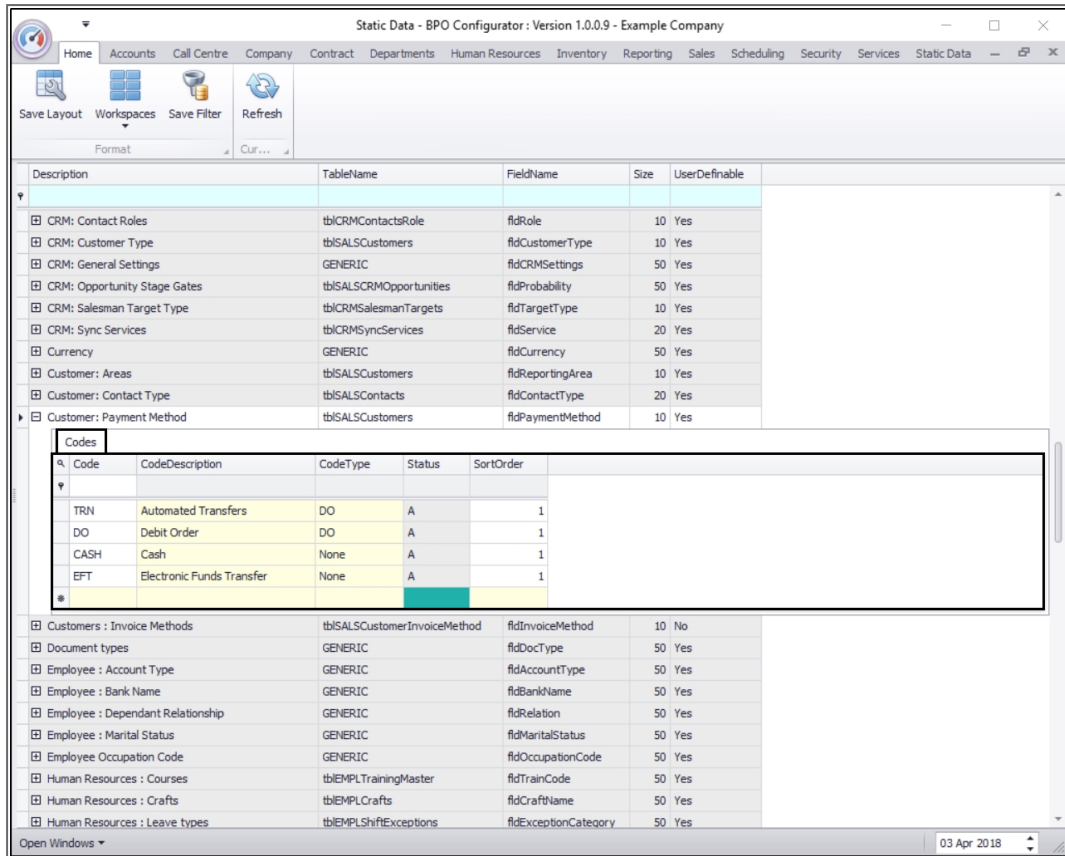 Static Data - BPO Configurator : Version 1.0.0.9 - Example Company
Home Accounts Call Centre Company Contract Departments Human Resources Inventory Reporting Sales Scheduling Security Services Static Data
Save Layout Workspaces Save Filter Refresh
Format Cur...
Description TableName FieldName Size UserDefinable
CRM: Contact Roles tblCRMContactsRole fldRole 10 Yes
CRM: Customer Type tblSALSCustomers fldCustomerType 10 Yes
CRM: General Settings GENERIC fldCRMSettings 50 Yes
CRM: Opportunity Stage Gates tblSALSCRMOpportunities fldProbability 50 Yes
CRM: Salesman Target Type tblCRMSalesmanTargets fldTargetType 10 Yes
CRM: Sync Services tblCRMSyncServices fldService 20 Yes
Currency GENERIC fldCurrency 50 Yes
Customer: Areas tblSALSCustomers fldReportingArea 10 Yes
Customer: Contact Type tblSALSContacts fldContactType 20 Yes
Customer: Payment Method tblSALSCustomers fldPaymentMethod 10 Yes
Codes
Code CodeDescription CodeType Status SortOrder
TRN Automated Transfers DO A 1
DO Debit Order DO A 1
CASH Cash None A 1
EFT Electronic Funds Transfer None A 1
Customers : Invoice Methods tblSALSCustomerInvoiceMethod fldInvoiceMethod 10 No
Document types GENERIC fldDocType 50 Yes
Employee : Account Type GENERIC fldAccountType 50 Yes
Employee : Bank Name GENERIC fldBankName 50 Yes
Employee : Dependant Relationship GENERIC fldRelation 50 Yes
Employee : Marital Status GENERIC fldMaritalStatus 50 Yes
Employee Occupation Code GENERIC fldOccupationCode 50 Yes
Human Resources : Courses tblEMPLTrainingMaster fldTrainCode 50 Yes
Human Resources : Crafts tblEMPLCrafts fldCraftName 50 Yes
Human Resources : Leave types tblEMPLShiftExceptions fldExceptionCategory 50 Yes
Open Windows 03 Apr 2018